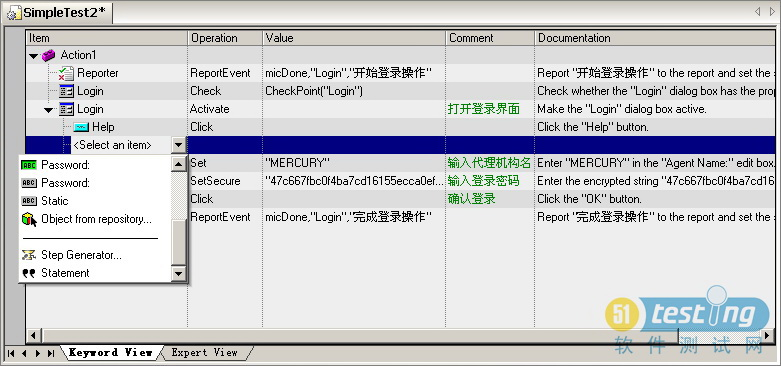 SimpleTest2*
Item Operation Value Comment Documentation
Action1
Reporter ReportEvent micDone,"Login","开始登录操作" Report "开始登录操作" to the report and set the s
Login Check CheckPoint("Login") Check whether the "Login" dialog box has the prop
Login Activate 打开登录界面 Make the "Login" dialog box active.
Help Click Click the "Help" button.
<Select an item>
Password: Set "MERCURY" 输入代理机构名 Enter "MERCURY" in the "Agent Name:" edit box.
Password: SetSecure "47c667fbc0f4ba7cd16155ecca0ef... 输入登录密码 Enter the encrypted string "47c667fbc0f4ba7cd16
Static Click 确认登录 Click the "OK" button.
Object from repository... ReportEvent micDone,"Login","完成登录操作" Report "完成登录操作" to the report and set the s
Step Generator...
Statement
51testing
软件测试网
Keyword View Expert View